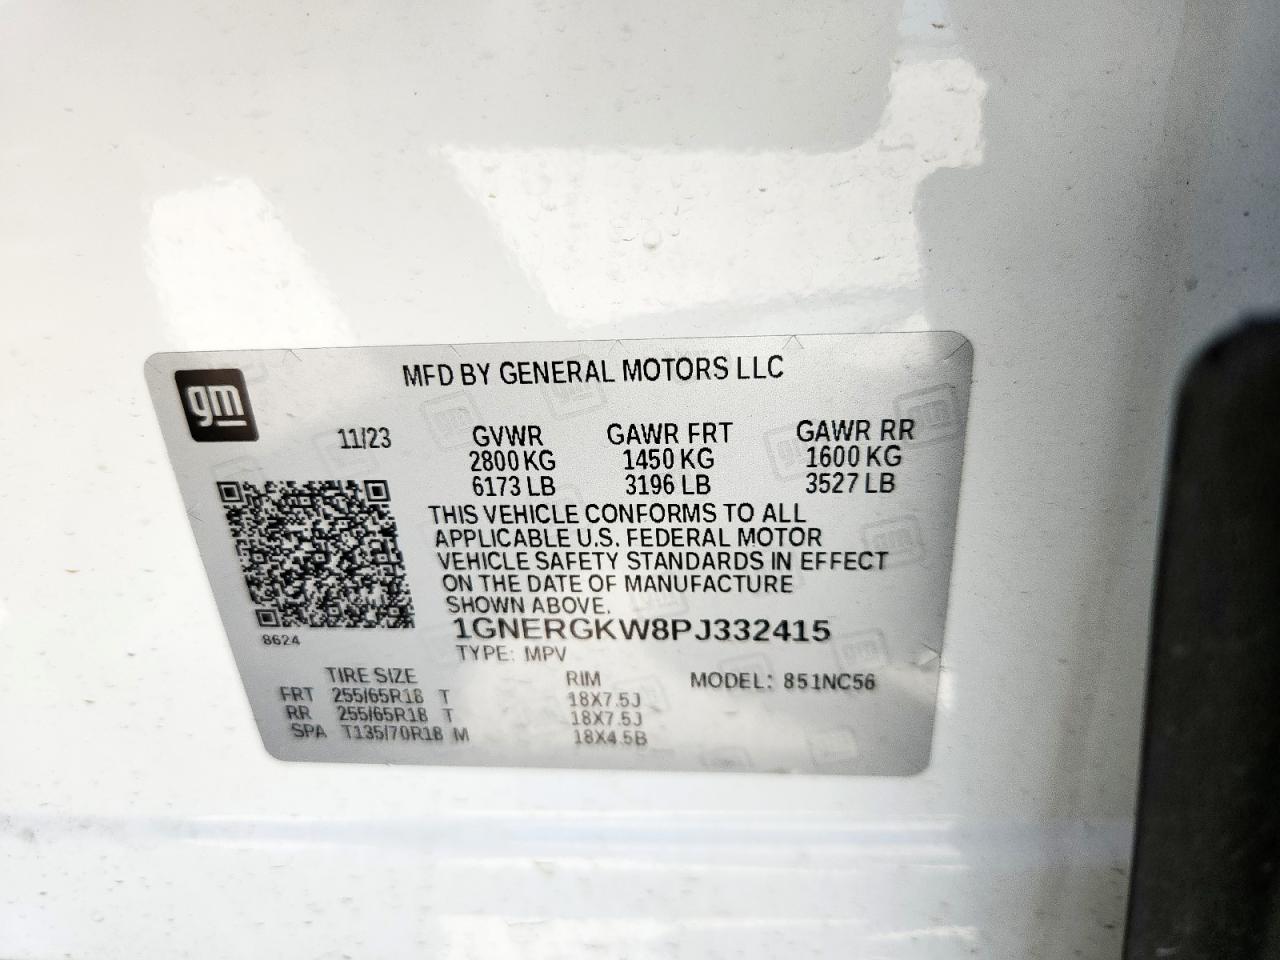 MFD BY GENERAL MOTORS LLC
gm
11/23 GVWR GAWR FRT GAWR RR
2800 KG 1450 KG 1600 KG
6173 LB 3196 LB 3527 LB
THIS VEHICLE CONFORMS TO ALL
APPLICABLE U.S. FEDERAL MOTOR
VEHICLE SAFETY STANDARDS IN EFFECT
ON THE DATE OF MANUFACTURE
SHOWN ABOVE.
8624
1GNERGKW8PJ332415
TYPE: MPV
TIRE SIZE RIM MODEL: 851NC56
FRT 255/65R18 T 18X7.5J
RR 255/65R18 T 18X7.5J
SPA T135/70R18 M 18X4.5B